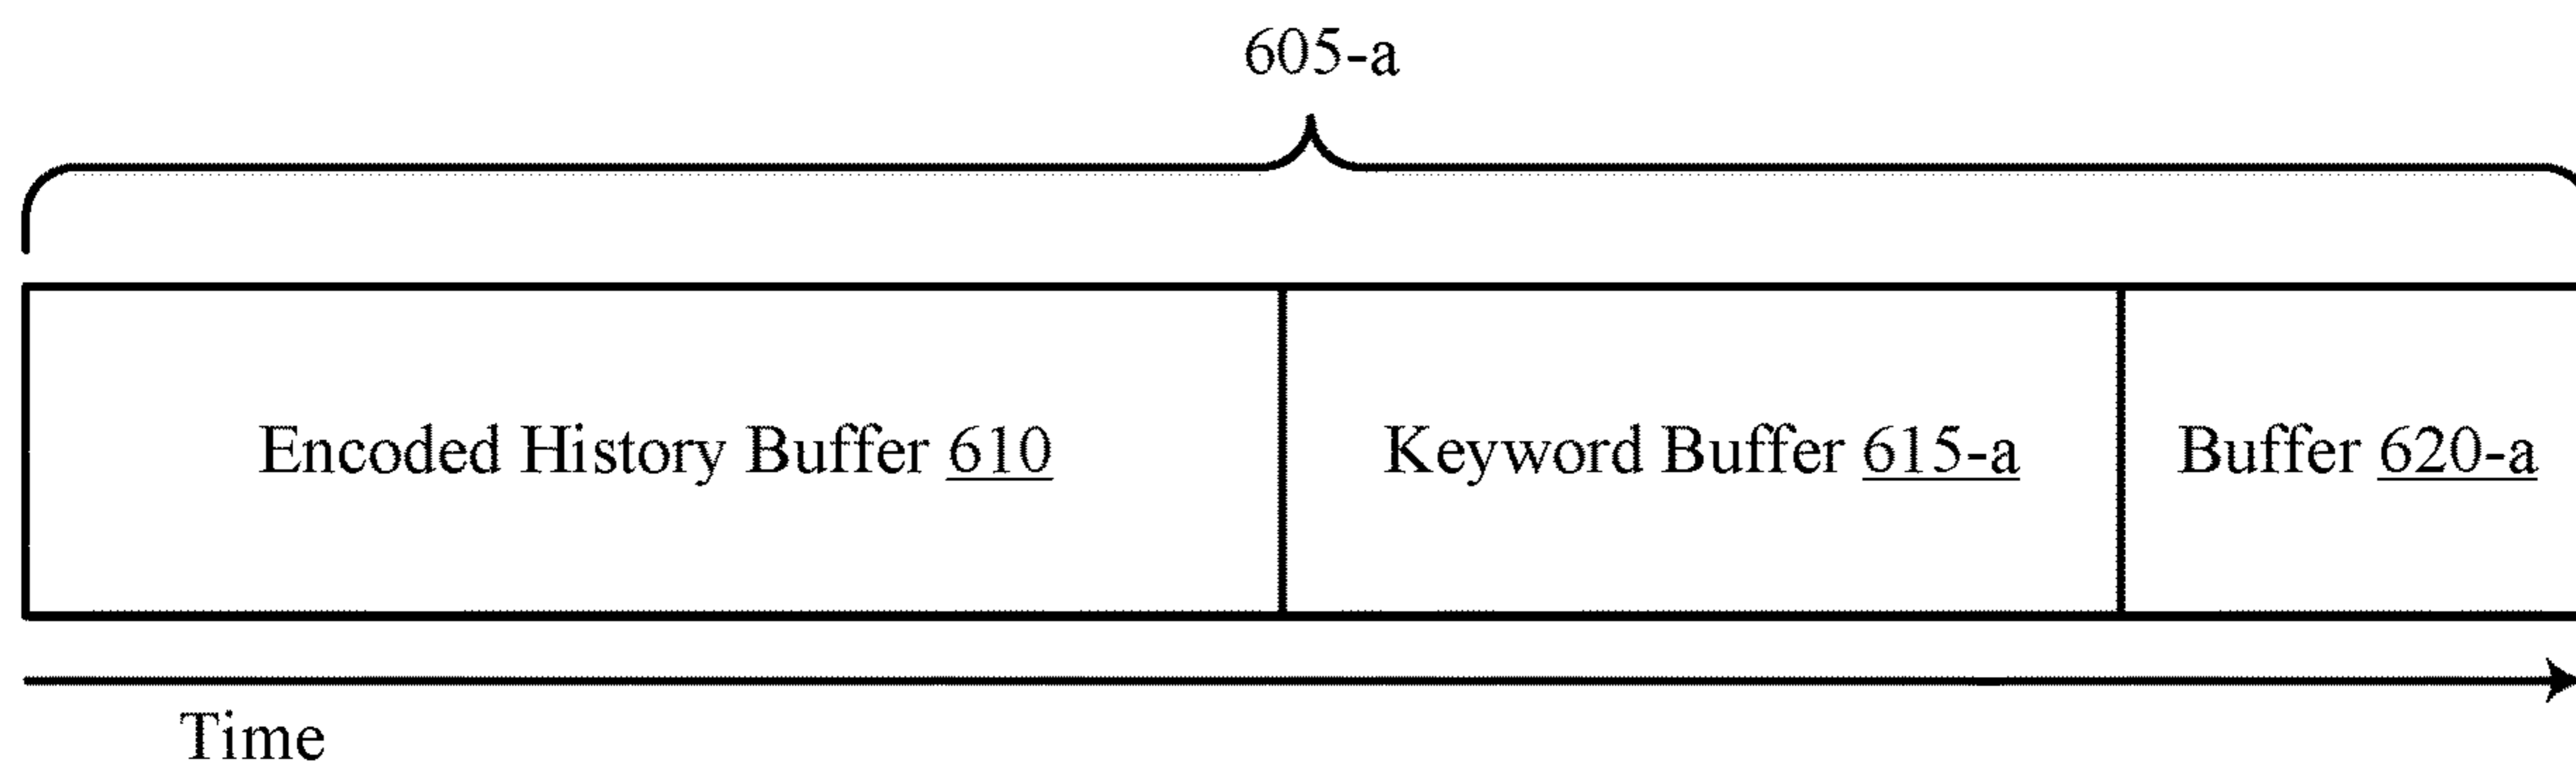 605-a
Encoded History Buffer 610
Keyword Buffer 615-a
Buffer 620-a
Time